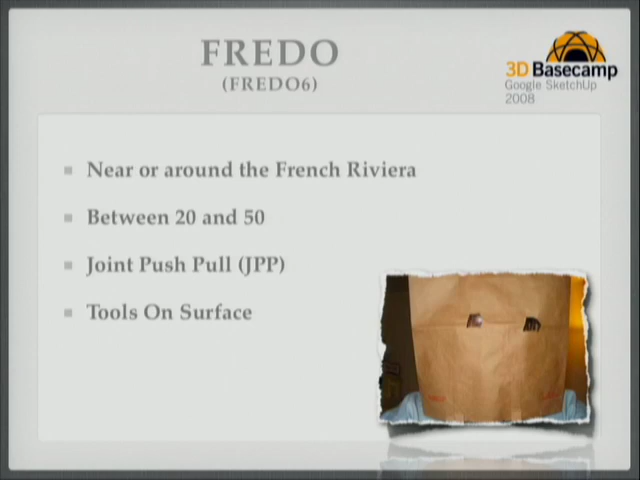 FREDO
(FREDO6)
3D Basecamp
Google SketchUp
2008
Near or around the French Riviera
Between 20 and 50
Joint Push Pull (JPP)
Tools On Surface